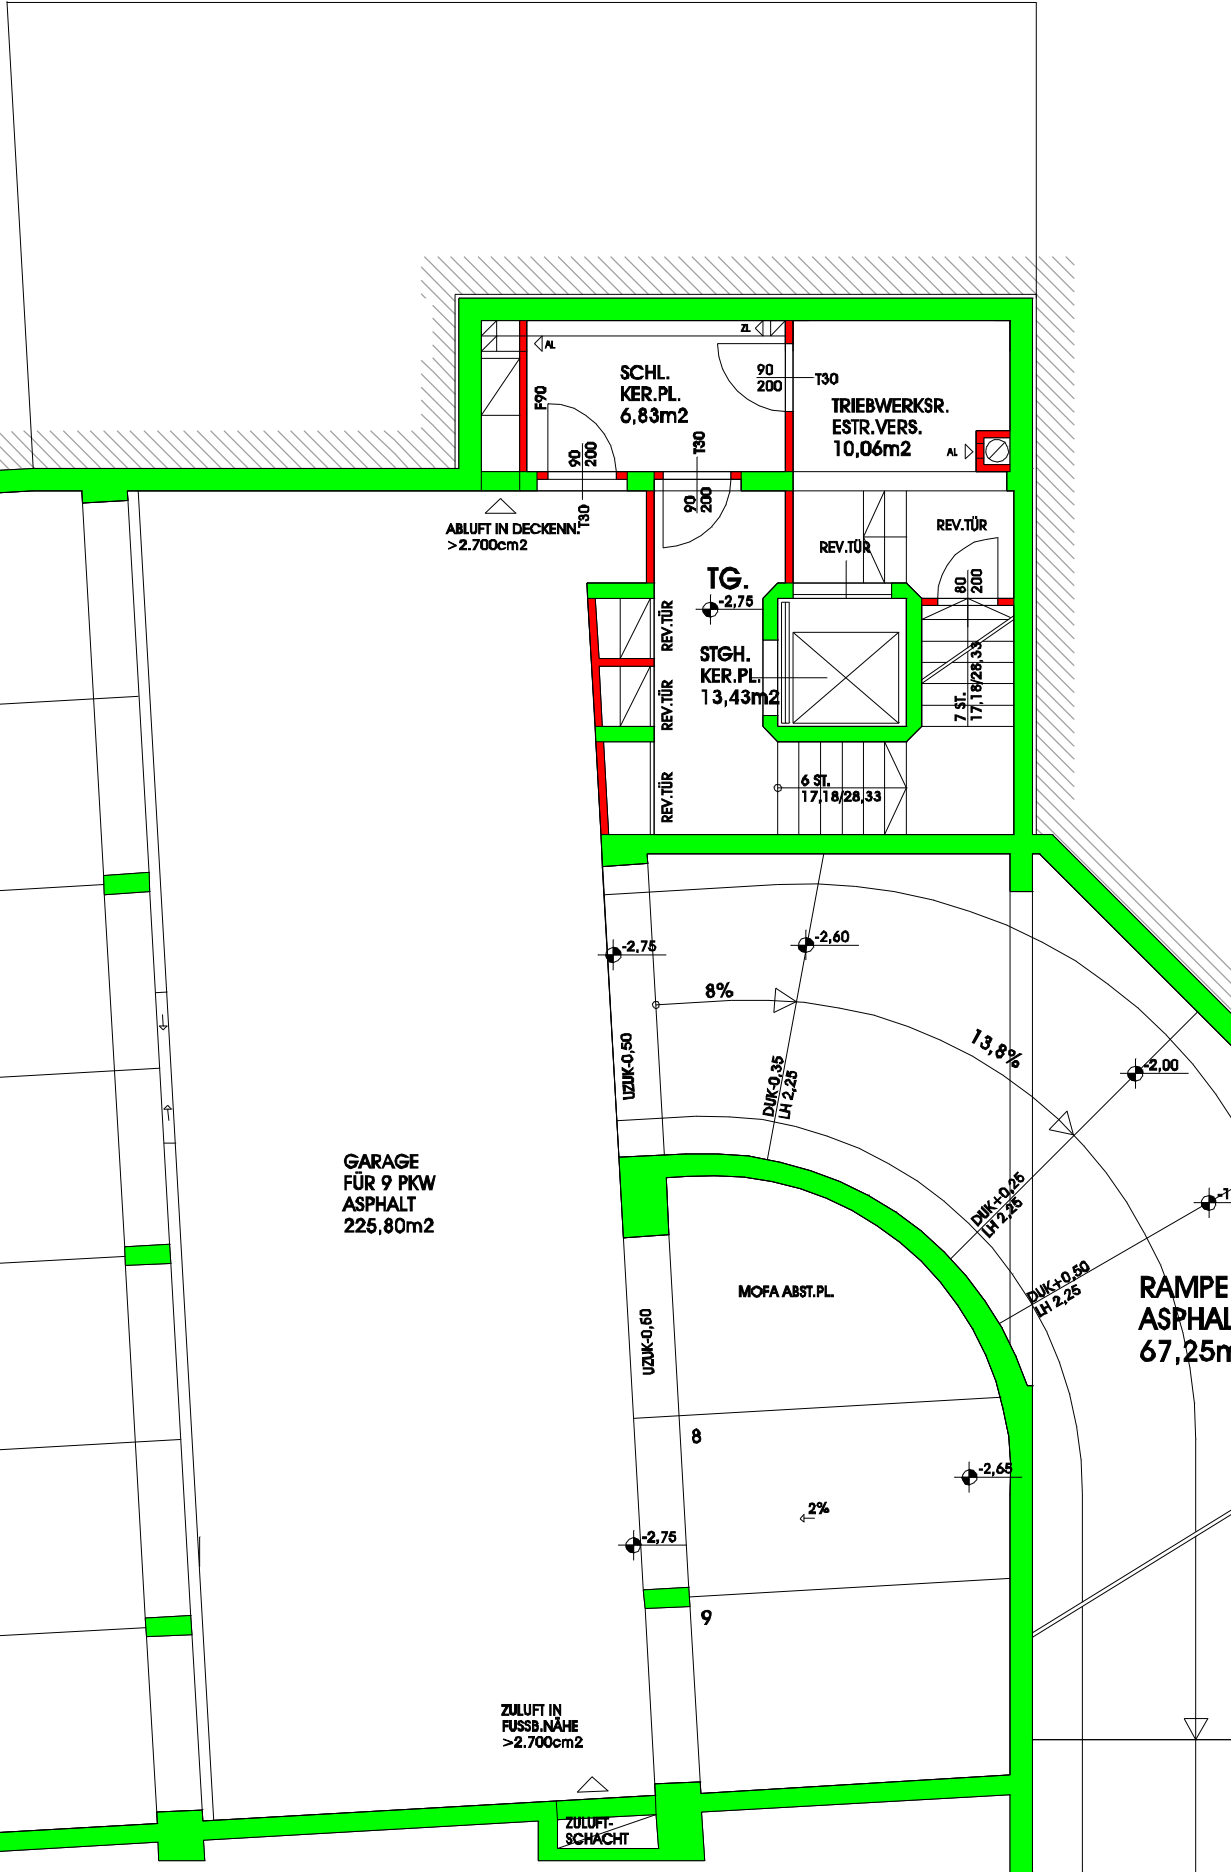 ZL
AL
SCHL.
KER.PL.
6,83m2
F90
90
200
T30
TRIEBWERKSR.
ESTR.VERS.
10,06m2
AL
T30
90
200
T30
90
200
ABLUFT IN DECKENN.
>2.700cm2
REV.TÜR
REV.TÜR
80
200
TG.
-2,75
REV.TÜR
STGH.
KER.PL.
13,43m2
REV.TÜR
7 ST.
17,18/28,33
REV.TÜR
6 ST.
17,18/28,33
-2,75
-2,60
8%
13,8%
UZUK-0,50
DUK-0,35
LH 2,25
-2,00
GARAGE
FÜR 9 PKW
ASPHALT
225,80m2
DUK+0,25
LH 2,25
-1
DUK+0,50
LH 2,25
RAMPE
ASPHAL
67,25m
MOFA ABST.PL.
UZUK-0,60
8
-2,65
2%
-2,75
9
ZULUFT IN
FUSSB.NÄHE
>2.700cm2
ZULUFT-
SCHACHT